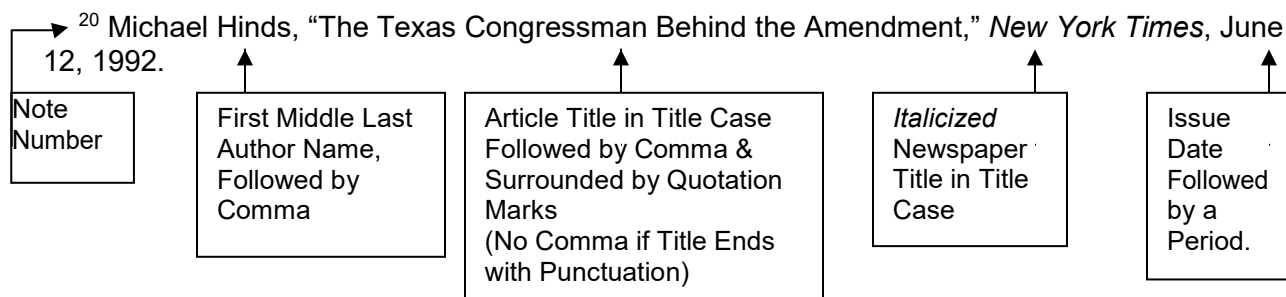 20 Michael Hinds, “The Texas Congressman Behind the Amendment,” New York Times, June
12, 1992.
Note
Number
First Middle Last
Author Name,
Followed by
Comma
Article Title in Title Case
Followed by Comma &
Surrounded by Quotation
Marks
(No Comma if Title Ends
with Punctuation)
Italicized
Newspaper
Title in Title
Case
Issue
Date
Followed
by a
Period.